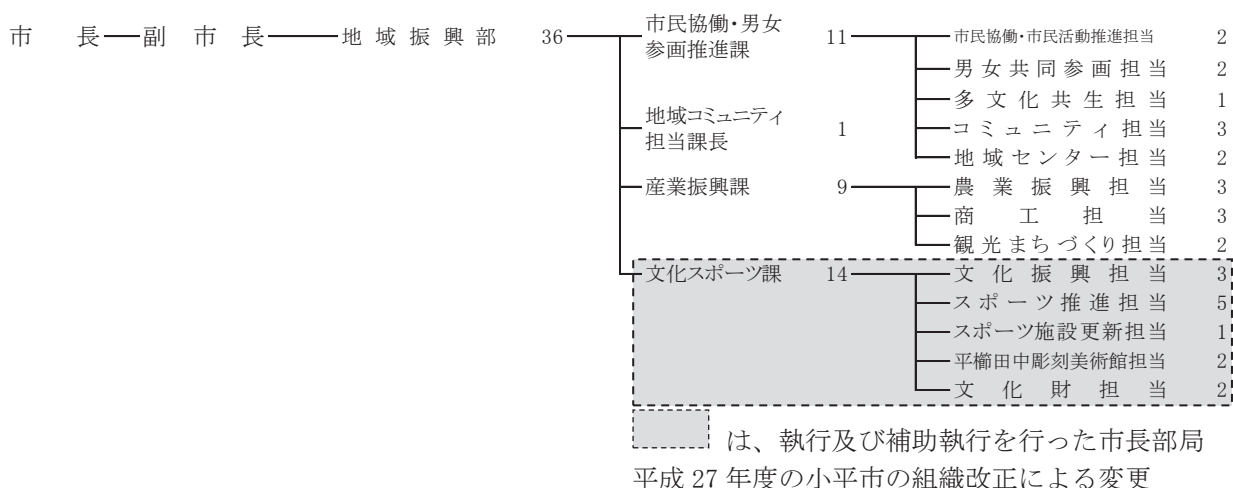 市長 副市長 地域振興部 36 市民協働・男女 11 市民協働・市民活動推進担当 2
参画推進課
男女共同参画担当 2
多文化共生担当 1
地域コミュニティ 1 コミュニティ担当 3
担当課長
地域センター担当 2
産業振興課 9 農業振興担当 3
商工担当 3
観光まちづくり担当 2
文化スポーツ課 14 文化振興担当 3
スポーツ推進担当 5
スポーツ施設更新担当 1
平櫛田中彫刻美術館担当 2
文化財担当 2
は、執行及び補助執行を行った市長部局
平成27年度の小平市の組織改正による変更